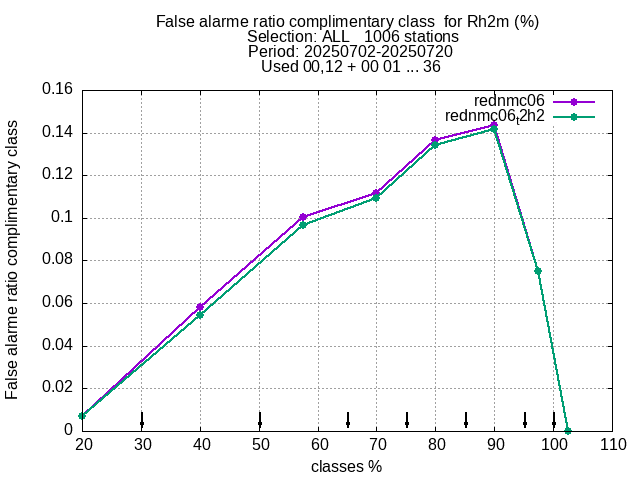 False alarme ratio complimentary class  for Rh2m (%)
Selection: ALL   1006 stations
Period: 20250702-20250720
Used 00,12 + 00 01 ... 36
rednmc06
rednmc06,2h2
False alarme ratio complimentary class
0.16
0.14
0.12
0.1
0.08
0.06
0.04
0.02
0
20 30 40 50 60 70 80 90 100 110
classes %